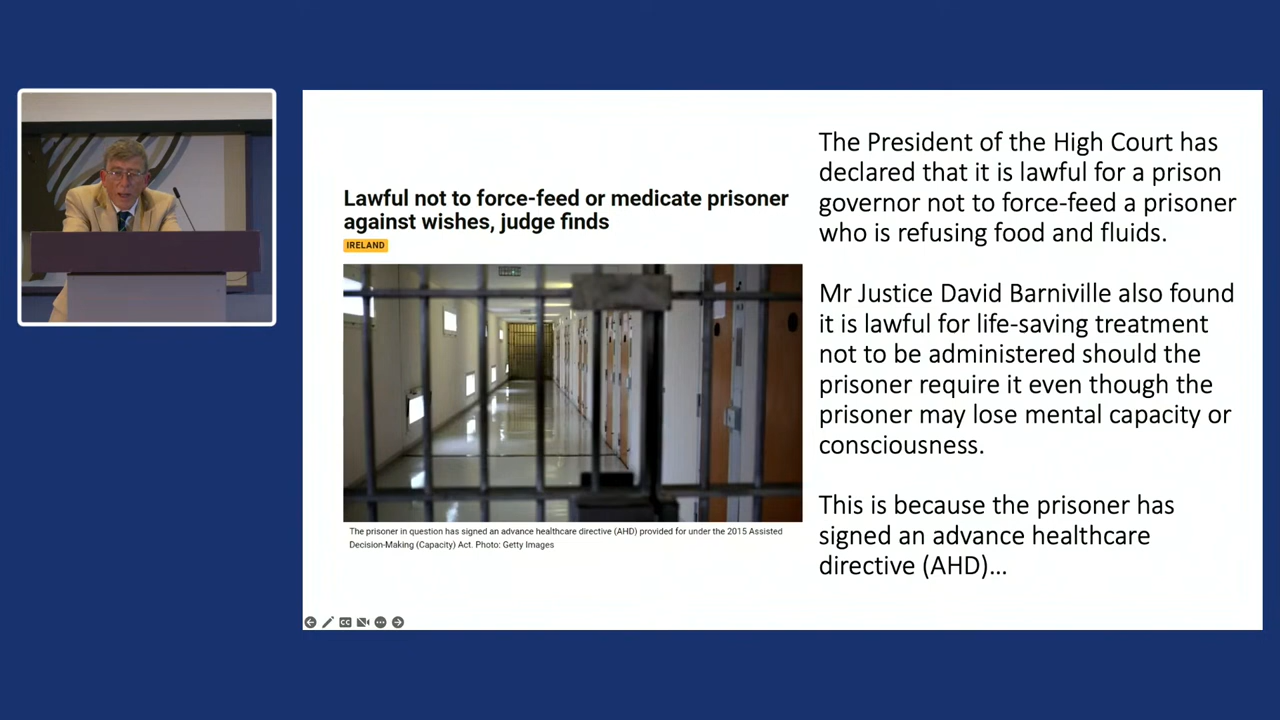 Lawful not to force-feed or medicate prisoner
against wishes, judge finds
IRELAND
The prisoner in question has signed an advance healthcare directive (AHD) provided for under the 2015 Assisted
Decision-Making (Capacity) Act. Photo: Getty Images
The President of the High Court has
declared that it is lawful for a prison
governor not to force-feed a prisoner
who is refusing food and fluids.
Mr Justice David Barniville also found
it is lawful for life-saving treatment
not to be administered should the
prisoner require it even though the
prisoner may lose mental capacity or
consciousness.
This is because the prisoner has
signed an advance healthcare
directive (AHD)...
CC